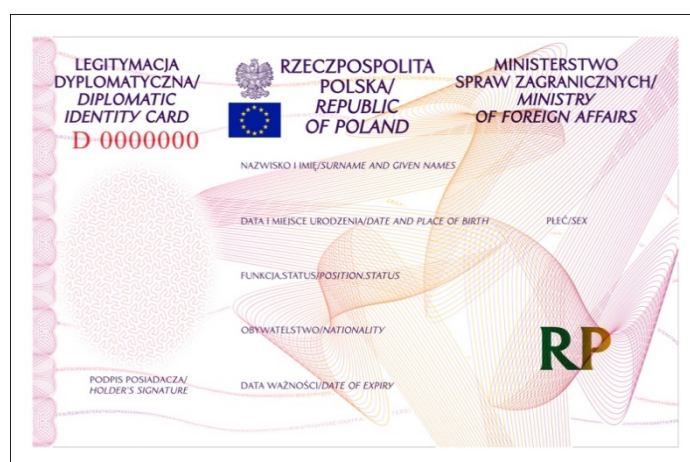 LEGITYMACJA
DYPLOMATYCZNA/
DIPLOMATIC
IDENTITY CARD
D 0000000
RZECZPOSPOLITA
POLSKA/
REPUBLIC
OF POLAND
MINISTERSTWO
SPRAW ZAGRANICZNYCH/
MINISTRY
OF FOREIGN AFFAIRS
NAZWISKO I IMIĘ/SURNAME AND GIVEN NAMES
DATA I MIEJSCE URODZENIA/DATE AND PLACE OF BIRTH
PŁEĆ/SEX
FUNKCJA.STATUS/POSITION.STATUS
OBYWATELSTWO/NATIONALITY
RP
PODPIS POSIADACZA/
HOLDER'S SIGNATURE
DATA WAŻNOŚCI/DATE OF EXPIRY